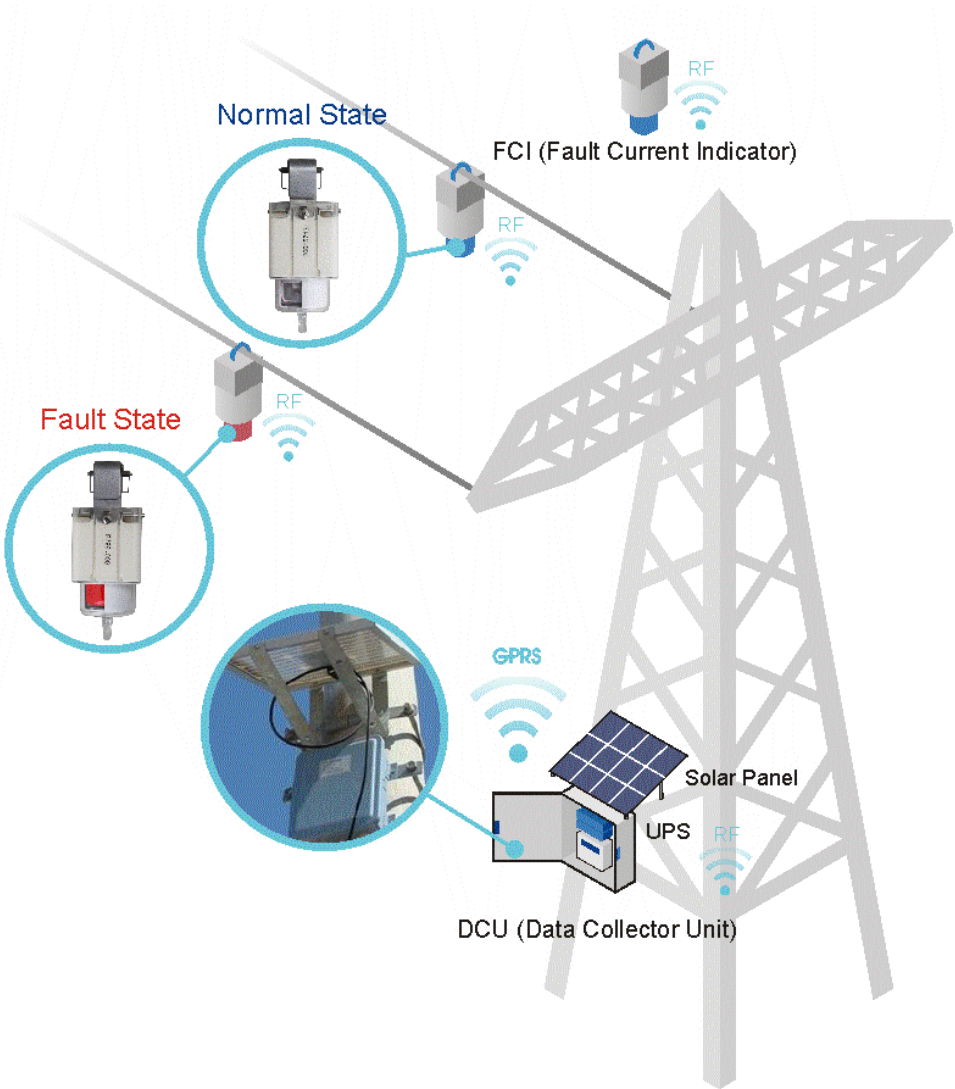 RF
FCI (Fault Current Indicator)
Normal State
RF
RF
Fault State
GPRS
Solar Panel
UPS
RF
DCU (Data Collector Unit)